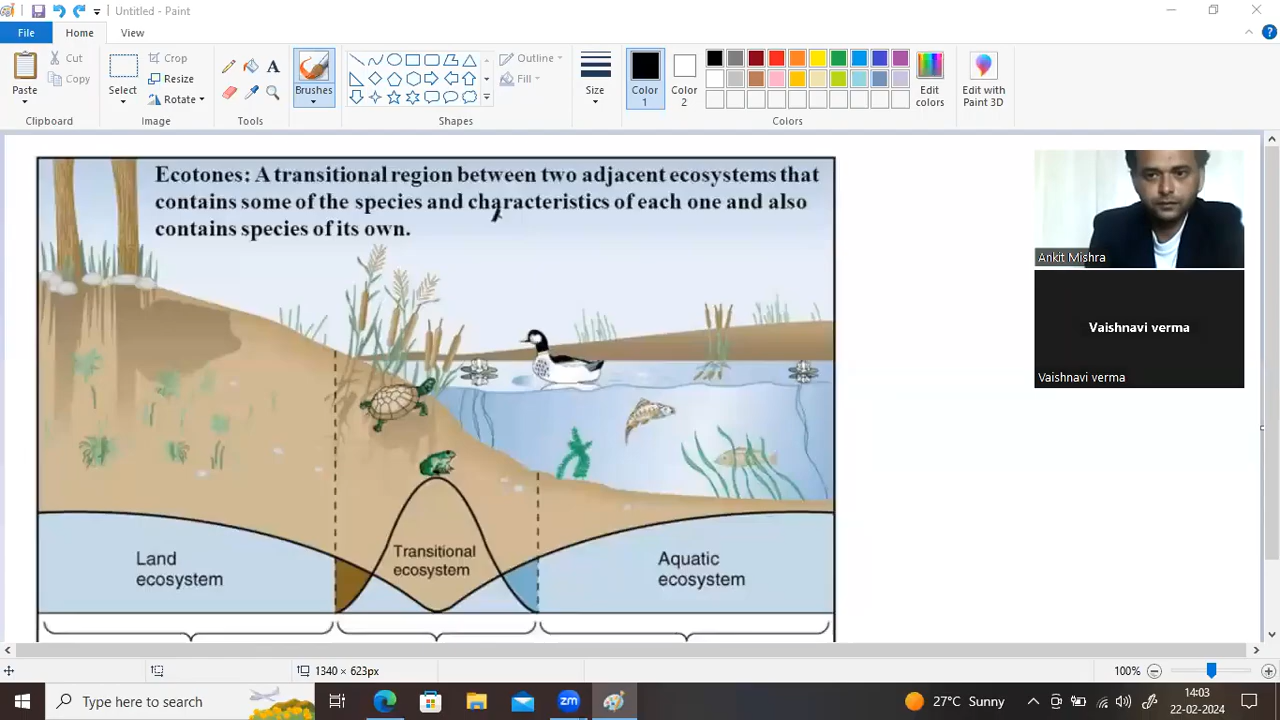 Untitled - Paint
File
Home
View
Paste
Cut
Copy
Clipboard
Select
Crop
Resize
Rotate
Image
Tools
Brushes
Shapes
Outline
Fill
Size
Color
1
Color
2
Colors
Edit
colors
Edit with
Paint 3D
Ecotones: A transitional region between two adjacent ecosystems that
contains some of the species and characteristics of each one and also
contains species of its own.
Land
ecosystem
Transitional
ecosystem
Aquatic
ecosystem
Ankit Mishra
Vaishnavi verma
Vaishnavi verma
1340 × 623px
100%
Type here to search
27°C Sunny
14:03
22-02-2024